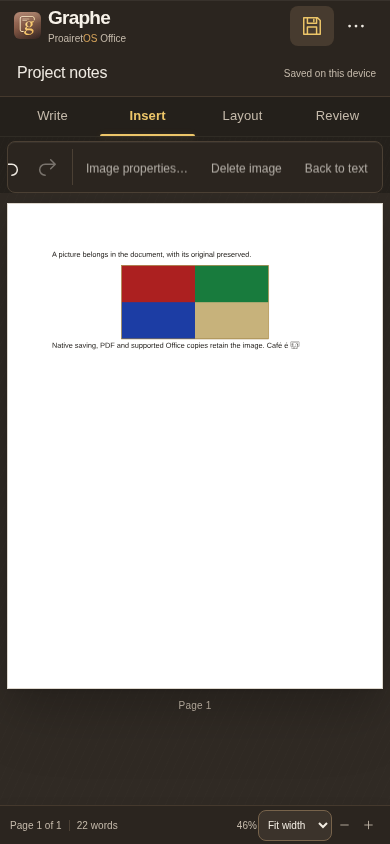 Graphe
ProairetOS Office
Project notes
Saved on this device
Write
Insert
Layout
Review
Image properties…
Delete image
Back to text
A picture belongs in the document, with its original preserved.
Native saving, PDF and supported Office copies retain the image. Café é
Page 1
Page 1 of 1
22 words
46%
Fit width